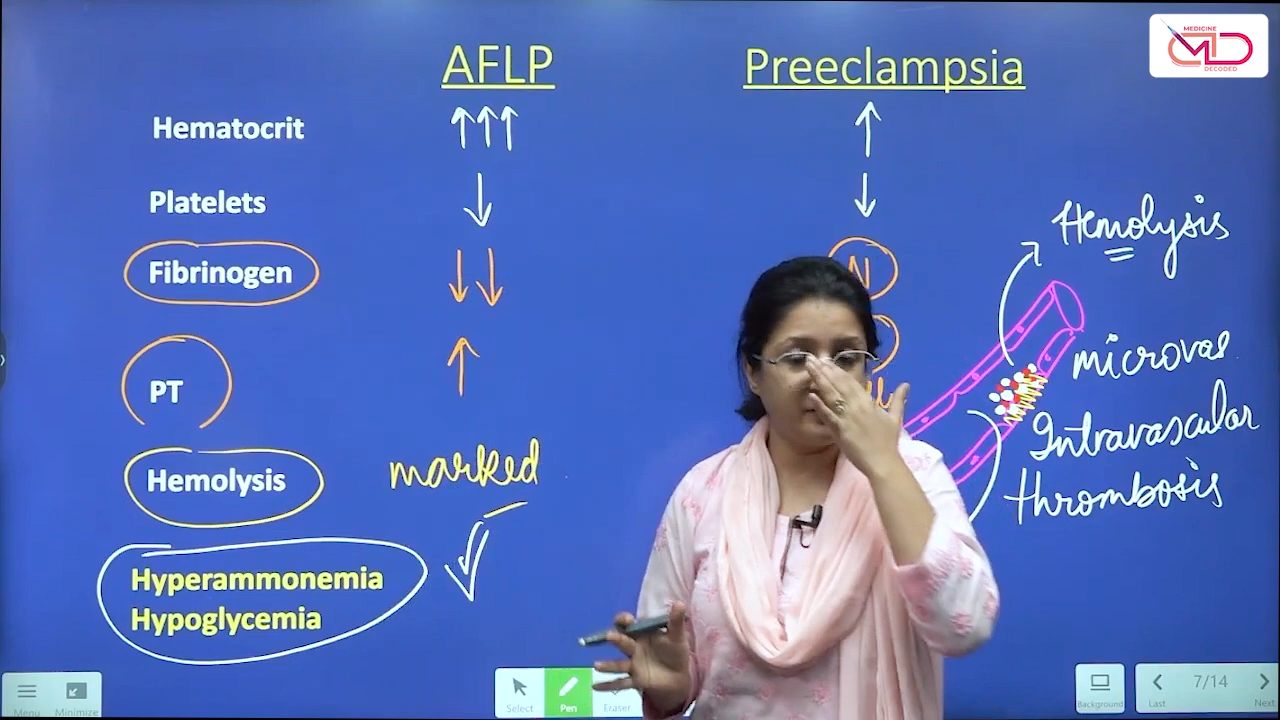 MEDICINE
MD
DECODED
AFLP
Preeclampsia
Hematocrit
↑↑↑
↑
Platelets
↓
↓
Fibrinogen
↓↓
N
PT
↑
Hemolysis
marked
Hyperammonemia
Hypoglycemia
Hemolysis
microvas
Intravascular
thrombosis
Menu
Minimize
Select
Pen
Eraser
Background
Last
7/14
Next